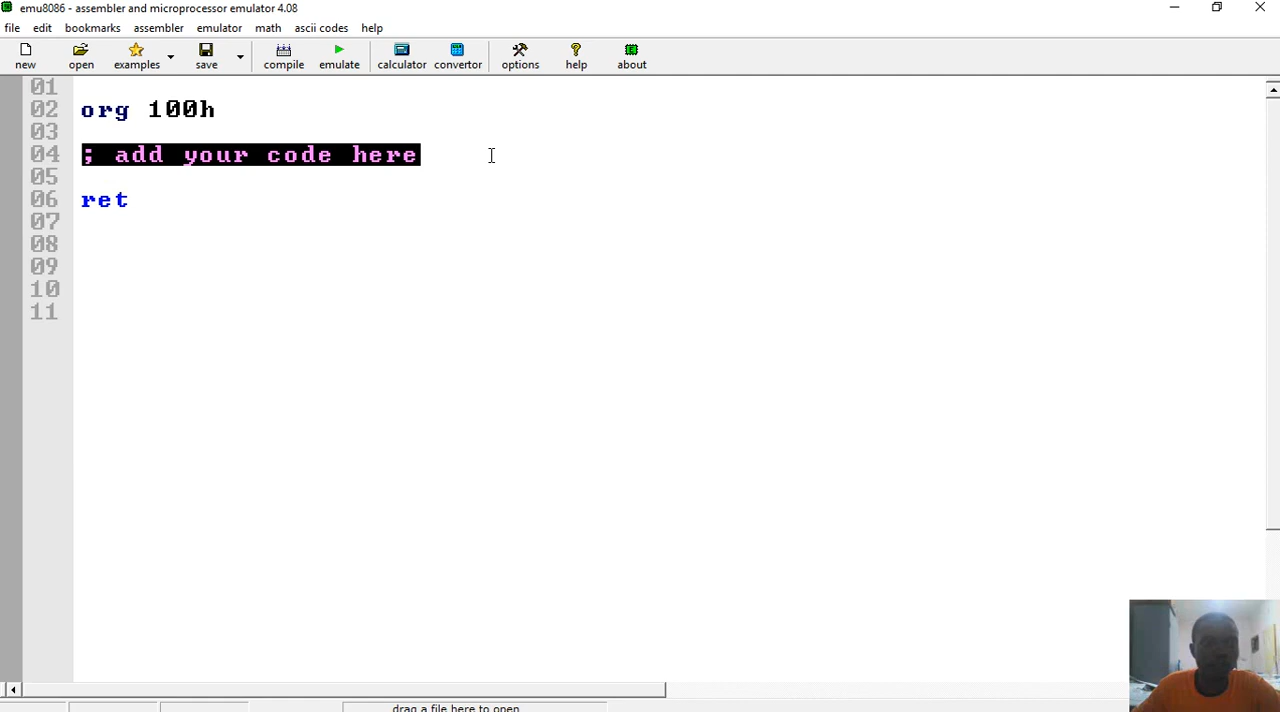 emu8086 - assembler and microprocessor emulator 4.08
file edit bookmarks assembler emulator math ascii codes help
new open examples save compile emulate calculator convertor options help about
01
02 org 100h
03
04 ; add your code here
05
06 ret
07
08
09
10
11
drag a file here to open